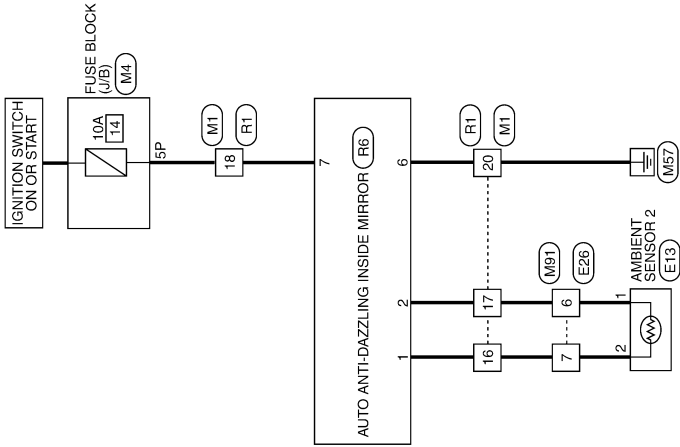 IGNITION SWITCH
ON OR START
FUSE BLOCK
(J/B)
M4
10A
14
5P
M1
R1
18
7
AUTO ANTI-DAZZLING INSIDE MIRROR
R6
1
2
6
R1
M1
16
17
20
M91
E26
7
6
2
1
AMBIENT
SENSOR 2
E13
M57